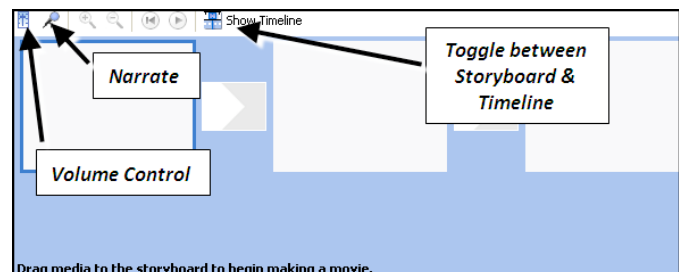 Show Timeline
Toggle between
Storyboard &
Timeline
Narrate
Volume Control
Drag media to the storyboard to begin making a movie.